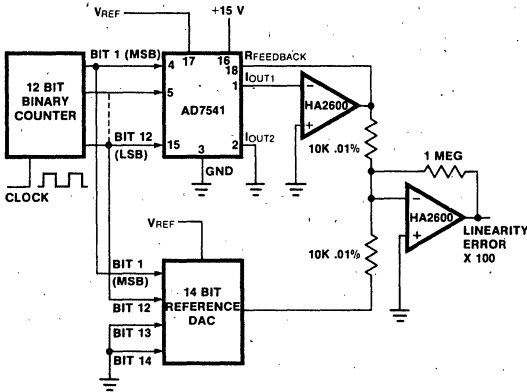 VREF
+15 V
BIT 1 (MSB)
4
17
16
RFEEDBACK
18
1
IOUT1
12 BIT
BINARY
COUNTER
5
AD7541
−
HA2600
+
BIT 12
(LSB)
15
3
2
IOUT2
10K .01%
1 MEG
GND
CLOCK
−
HA2600
+
LINEARITY
ERROR
X 100
VREF
10K .01%
BIT 1
(MSB)
BIT 12
BIT 13
BIT 14
14 BIT
REFERENCE
DAC